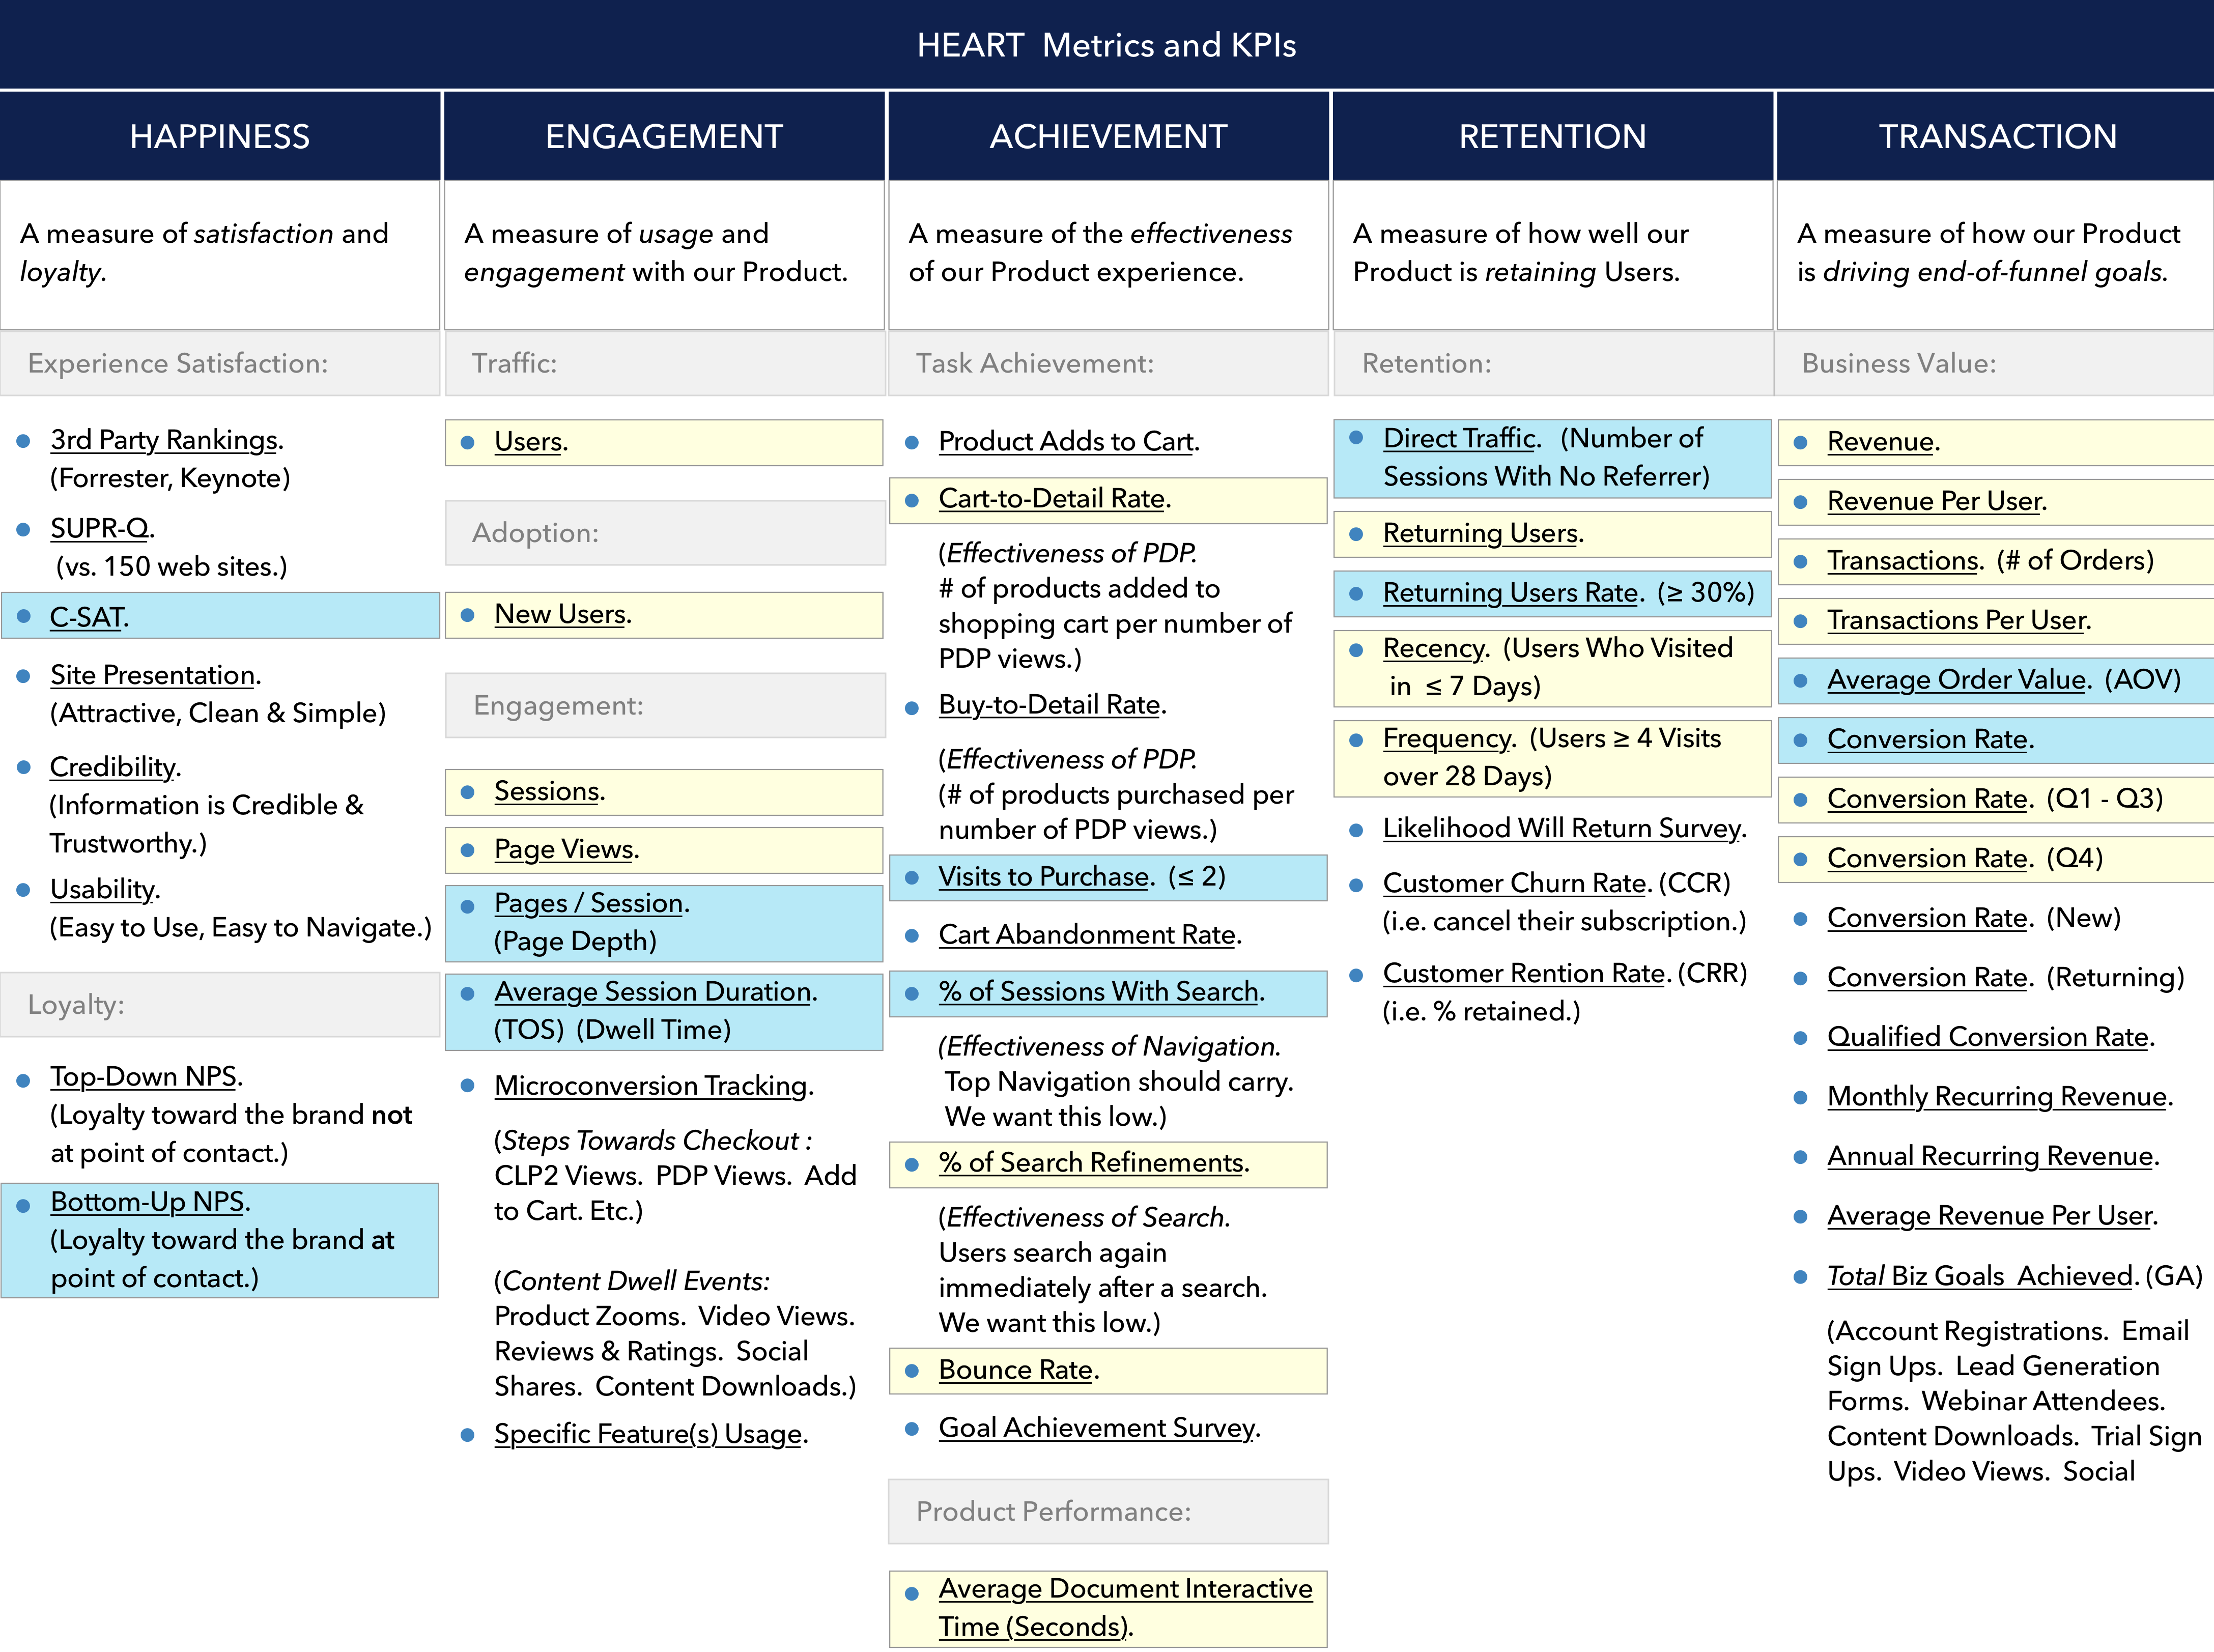 HEART Metrics and KPIs
HAPPINESS
A measure of satisfaction and
loyalty.
Experience Satisfaction:
3rd Party Rankings.
(Forrester, Keynote)
SUPR-Q.
(vs. 150 web sites.)
C-SAT.
Site Presentation.
(Attractive, Clean & Simple)
Credibility.
(Information is Credible &
Trustworthy.)
Usability.
(Easy to Use, Easy to Navigate.)
Loyalty:
Top-Down NPS.
(Loyalty toward the brand not
at point of contact.)
Bottom-Up NPS.
(Loyalty toward the brand at
point of contact.)
ENGAGEMENT
A measure of usage and
engagement with our Product.
Traffic:
Users.
Adoption:
New Users.
Engagement:
Sessions.
Page Views.
Pages / Session.
(Page Depth)
Average Session Duration.
(TOS) (Dwell Time)
Microconversion Tracking.
(Steps Towards Checkout :
CLP2 Views. PDP Views. Add
to Cart. Etc.)
(Content Dwell Events:
Product Zooms. Video Views.
Reviews & Ratings. Social
Shares. Content Downloads.)
Specific Feature(s) Usage.
ACHIEVEMENT
A measure of the effectiveness
of our Product experience.
Task Achievement:
Product Adds to Cart.
Cart-to-Detail Rate.
(Effectiveness of PDP.
# of products added to
shopping cart per number of
PDP views.)
Buy-to-Detail Rate.
(Effectiveness of PDP.
(# of products purchased per
number of PDP views.)
Visits to Purchase. (≤ 2)
Cart Abandonment Rate.
% of Sessions With Search.
(Effectiveness of Navigation.
Top Navigation should carry.
We want this low.)
% of Search Refinements.
(Effectiveness of Search.
Users search again
immediately after a search.
We want this low.)
Bounce Rate.
Goal Achievement Survey.
Product Performance:
Average Document Interactive
Time (Seconds).
RETENTION
A measure of how well our
Product is retaining Users.
Retention:
Direct Traffic. (Number of
Sessions With No Referrer)
Returning Users.
Returning Users Rate. (≥ 30%)
Recency. (Users Who Visited
in ≤ 7 Days)
Frequency. (Users ≥ 4 Visits
over 28 Days)
Likelihood Will Return Survey.
Customer Churn Rate. (CCR)
(i.e. cancel their subscription.)
Customer Rention Rate. (CRR)
(i.e. % retained.)
TRANSACTION
A measure of how our Product
is driving end-of-funnel goals.
Business Value:
Revenue.
Revenue Per User.
Transactions. (# of Orders)
Transactions Per User.
Average Order Value. (AOV)
Conversion Rate.
Conversion Rate. (Q1 - Q3)
Conversion Rate. (Q4)
Conversion Rate. (New)
Conversion Rate. (Returning)
Qualified Conversion Rate.
Monthly Recurring Revenue.
Annual Recurring Revenue.
Average Revenue Per User.
Total Biz Goals Achieved. (GA)
(Account Registrations. Email
Sign Ups. Lead Generation
Forms. Webinar Attendees.
Content Downloads. Trial Sign
Ups. Video Views. Social